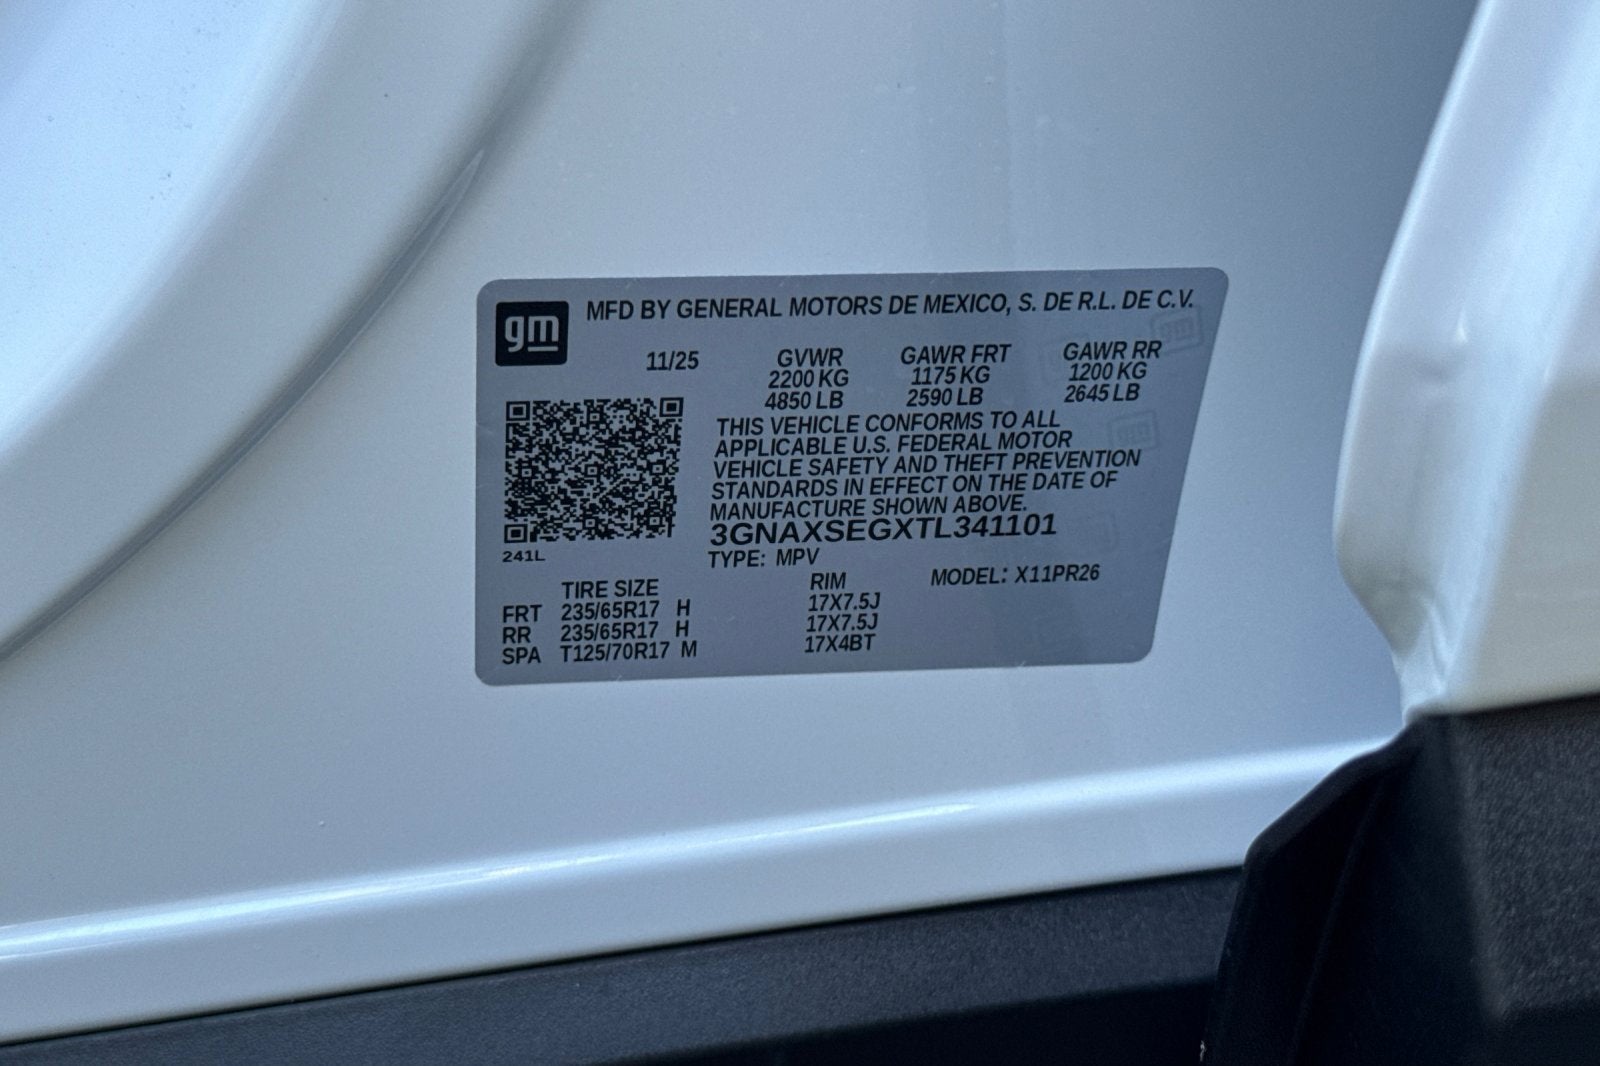 gm
MFD BY GENERAL MOTORS DE MEXICO, S. DE R.L. DE C.V.
11/25 GVWR GAWR FRT GAWR RR
2200 KG 1175 KG 1200 KG
4850 LB 2590 LB 2645 LB
THIS VEHICLE CONFORMS TO ALL
APPLICABLE U.S. FEDERAL MOTOR
VEHICLE SAFETY AND THEFT PREVENTION
STANDARDS IN EFFECT ON THE DATE OF
MANUFACTURE SHOWN ABOVE.
3GNAXSEGXTL341101
241L
TYPE: MPV
MODEL: X11PR26
TIRE SIZE RIM
FRT 235/65R17 H 17X7.5J
RR 235/65R17 H 17X7.5J
SPA T125/70R17 M 17X4BT